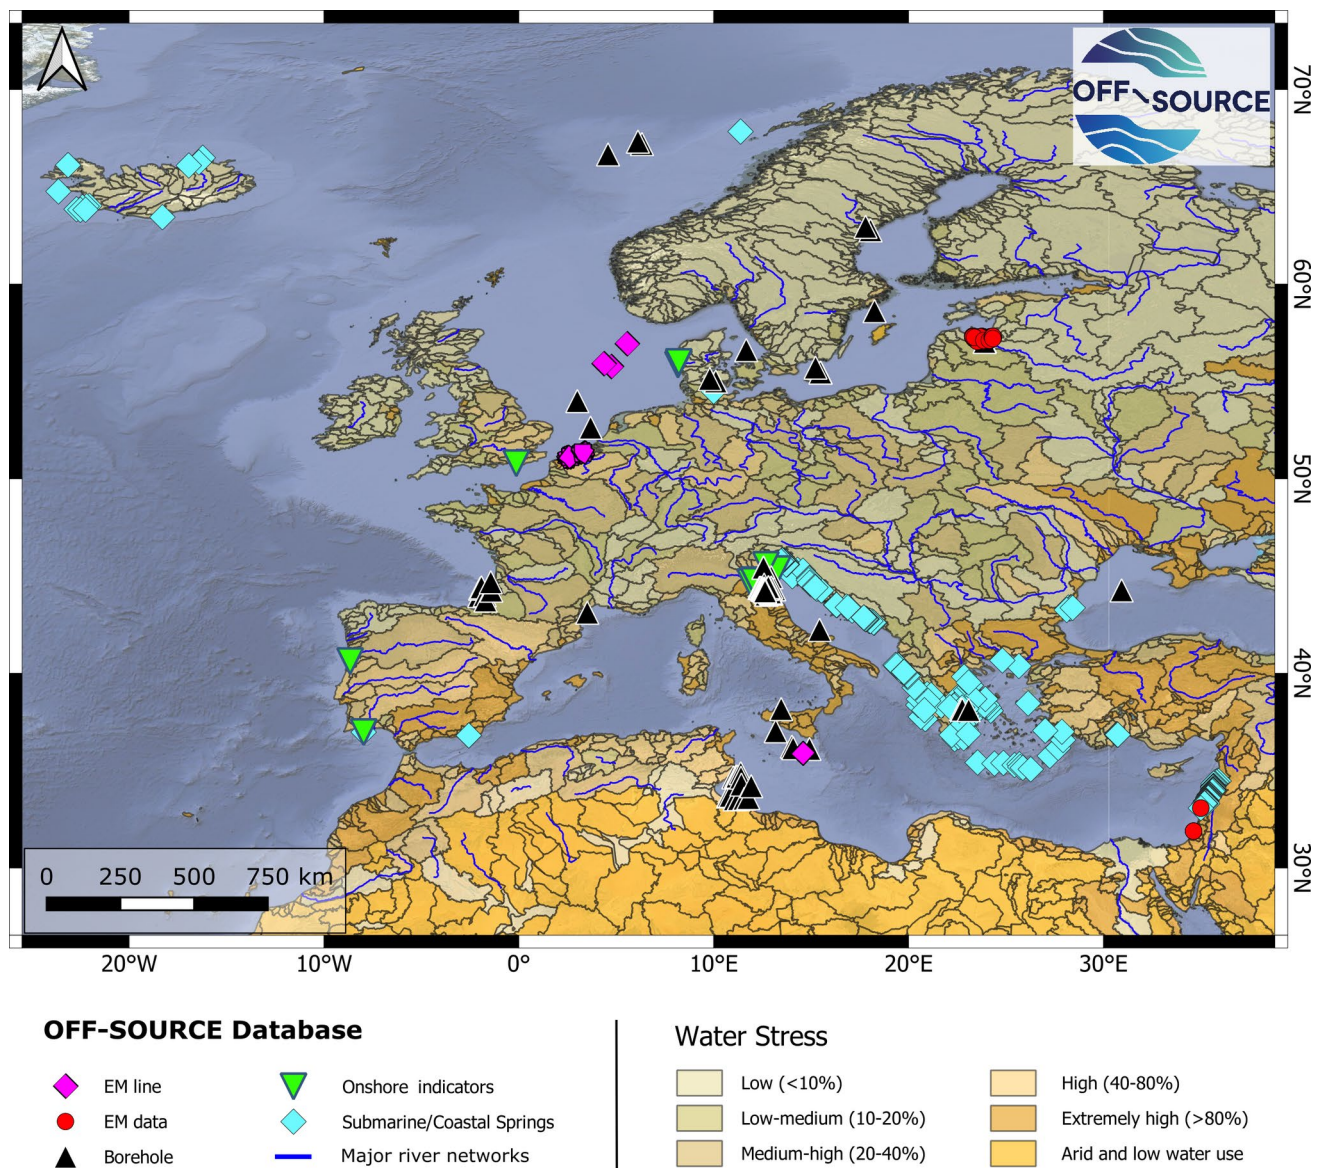 OFF SOURCE
70°N
60°N
50°N
40°N
30°N
0 250 500 750 km
20°W 10°W 0° 10°E 20°E 30°E
OFF-SOURCE Database
EM line
EM data
Borehole
Onshore indicators
Submarine/Coastal Springs
Major river networks
Water Stress
Low (<10%)
Low-medium (10-20%)
Medium-high (20-40%)
High (40-80%)
Extremely high (>80%)
Arid and low water use